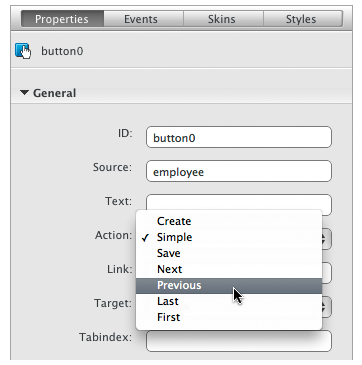 Properties Events Skins Styles
button0
General
ID: button0
Source: employee
Text:
Create
Action: ✓ Simple
Save
Link: Next
Previous
Target: Last
First
Tabindex: